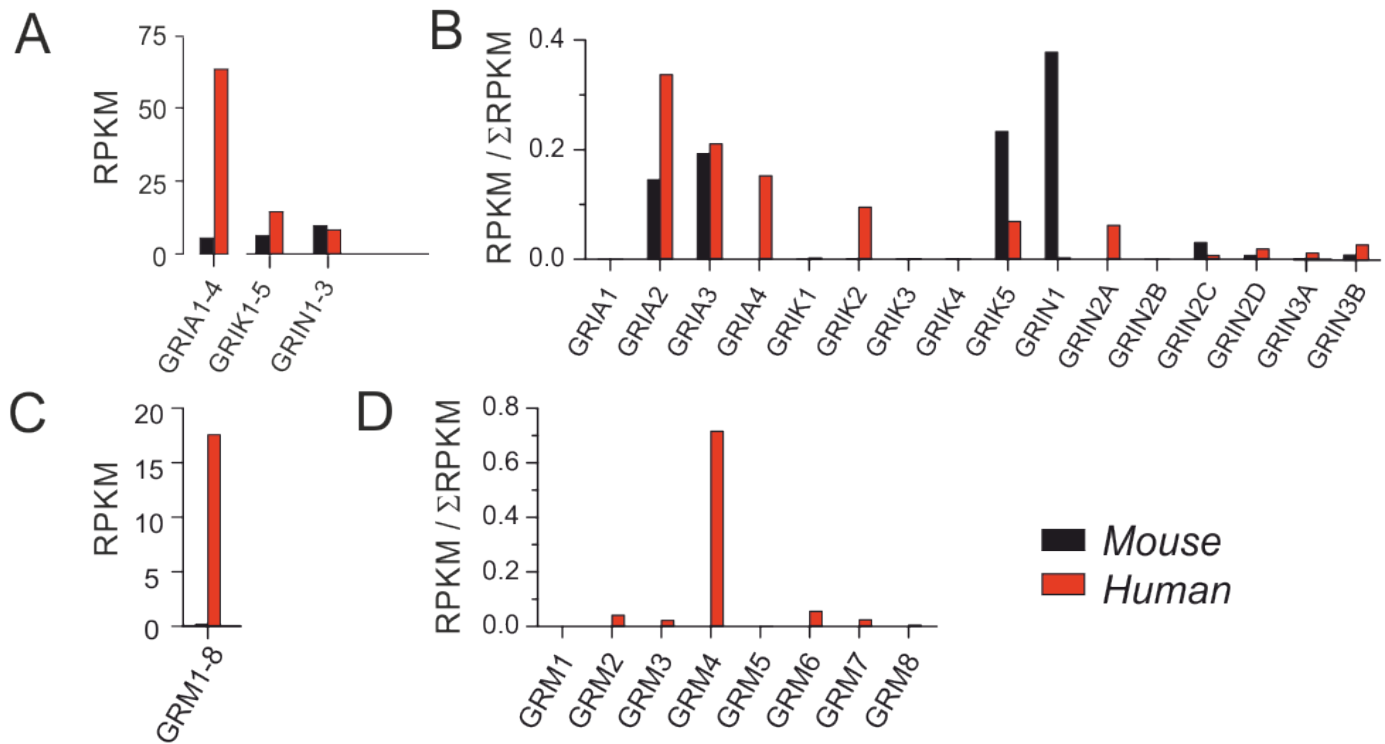 A
RPKM
75
50
25
0
GRIA1-4
GRIK1-5
GRIN1-3
B
RPKM / ΣRPKM
0.4
0.2
0.0
GRIA1
GRIA2
GRIA3
GRIA4
GRIK1
GRIK2
GRIK3
GRIK4
GRIK5
GRIN1
GRIN2A
GRIN2B
GRIN2C
GRIN2D
GRIN3A
GRIN3B
C
RPKM
20
15
10
5
0
GRM1-8
D
RPKM / ΣRPKM
0.8
0.6
0.4
0.2
0.0
GRM1
GRM2
GRM3
GRM4
GRM5
GRM6
GRM7
GRM8
Mouse
Human